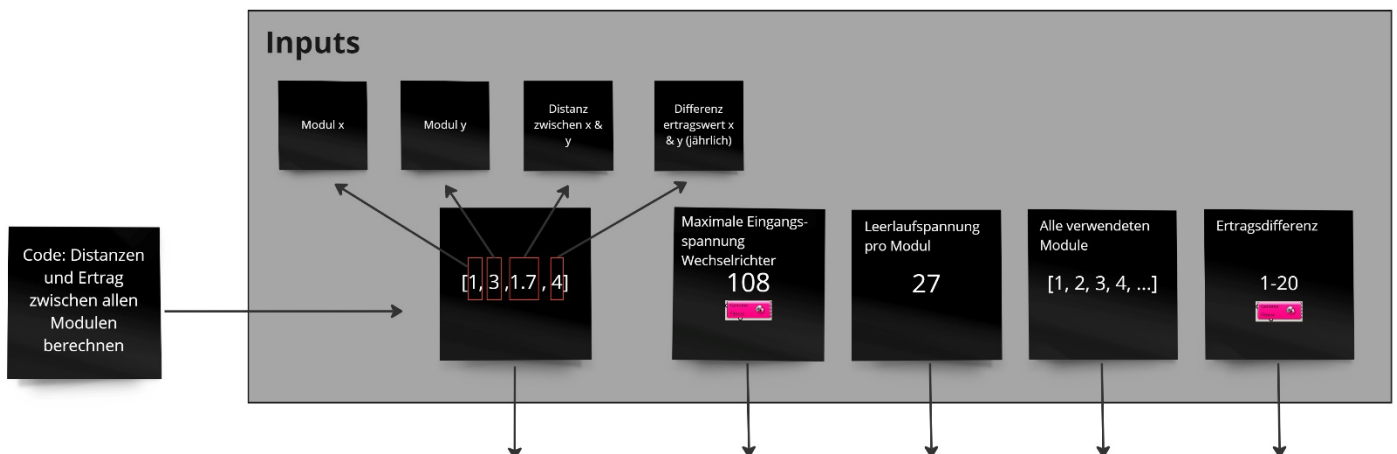 Inputs
Modul x
Modul y
Distanz
zwischen x &
y
Differenz
ertragswert x
& y (jährlich)
Code: Distanzen
und Ertrag
zwischen allen
Modulen
berechnen
[1, 3 ,1.7 , 4]
Maximale Eingangs-
spannung
Wechselrichter
108
Leerlaufspannung
pro Modul
27
Alle verwendeten
Module
[1, 2, 3, 4, ...]
Ertragsdifferenz
1-20